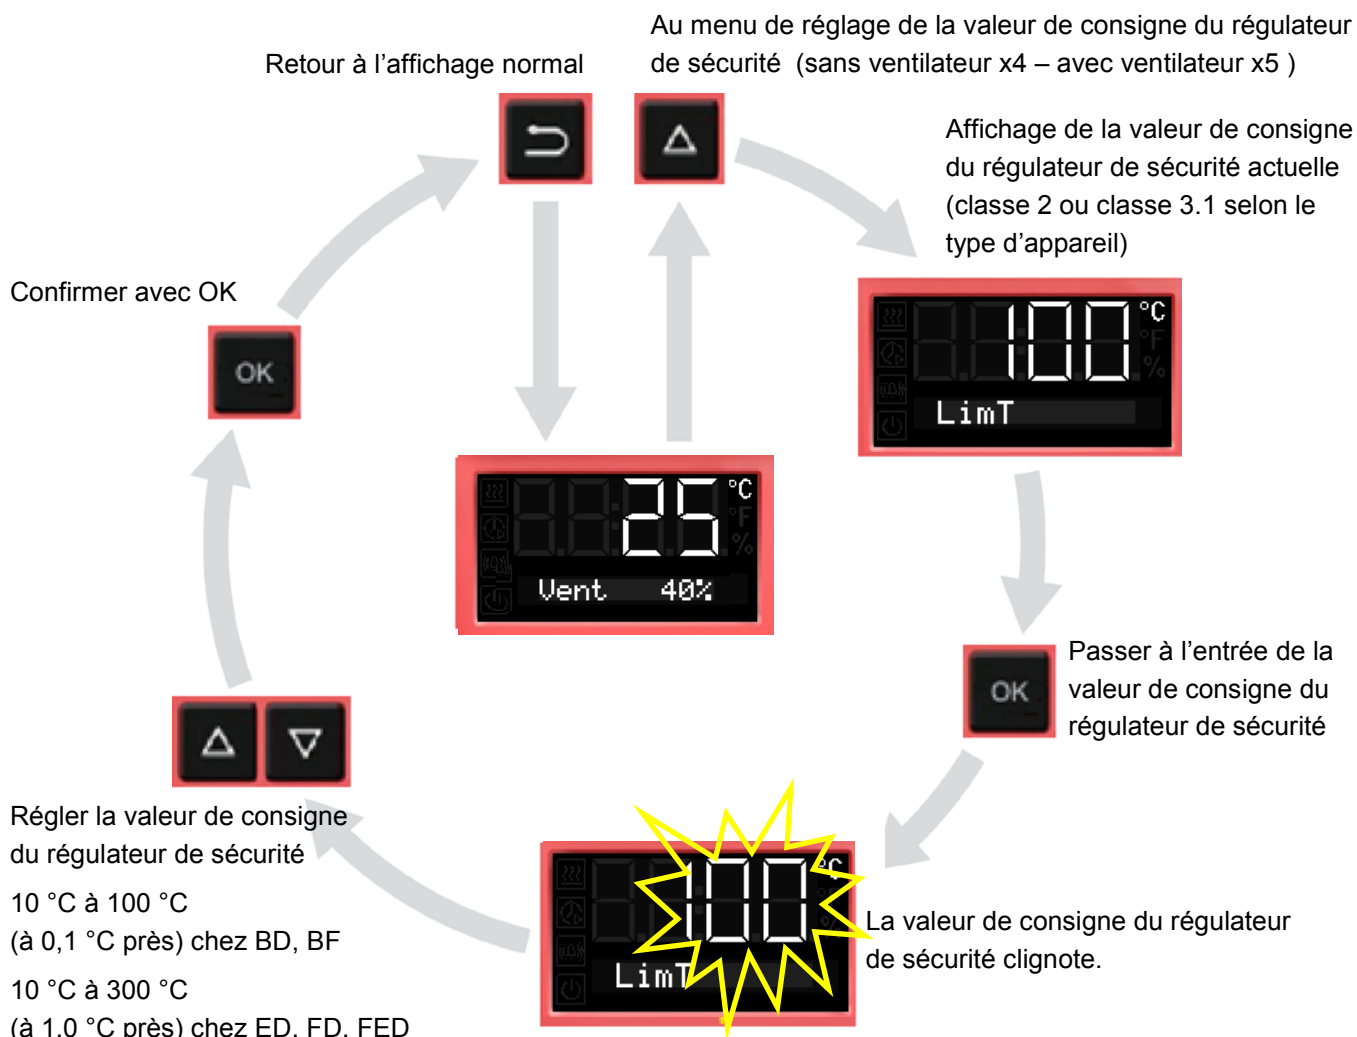 Au menu de réglage de la valeur de consigne du régulateur
de sécurité (sans ventilateur x4 – avec ventilateur x5 )
Retour à l’affichage normal
Affichage de la valeur de consigne
du régulateur de sécurité actuelle
(classe 2 ou classe 3.1 selon le
type d’appareil)
100 °C
°F
%
LimT
Confirmer avec OK
OK
25 °C
°F
%
Vent 40%
Passer à l’entrée de la
valeur de consigne du
régulateur de sécurité
OK
Régler la valeur de consigne
du régulateur de sécurité
10 °C à 100 °C
(à 0,1 °C près) chez BD, BF
10 °C à 300 °C
(à 1,0 °C près) chez ED, FD, FED
100 °C
LimT
La valeur de consigne du régulateur
de sécurité clignote.